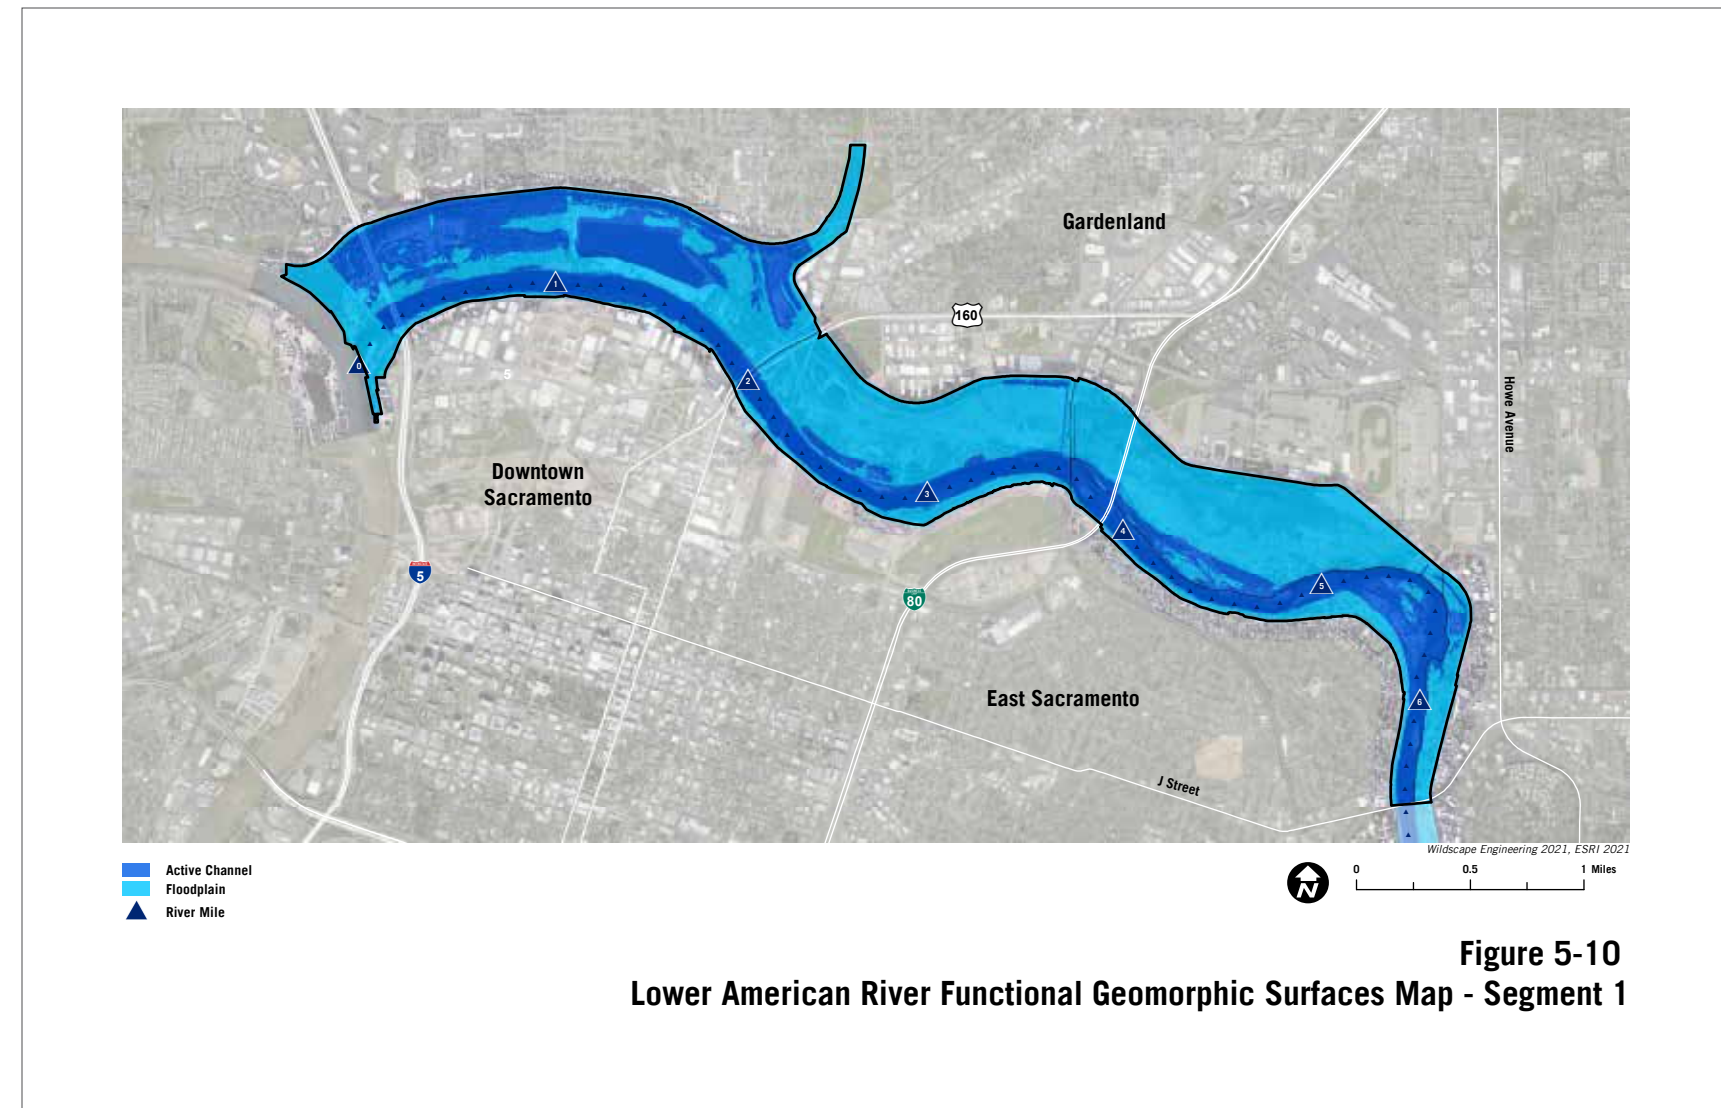 Gardenland
160
1
0
5
2
Howe Avenue
Downtown
Sacramento
3
4
5
5
80
6
East Sacramento
J Street
Wildscape Engineering 2021, ESRI 2021
Active Channel
Floodplain
River Mile
N
0 0.5 1 Miles
Figure 5-10
Lower American River Functional Geomorphic Surfaces Map - Segment 1